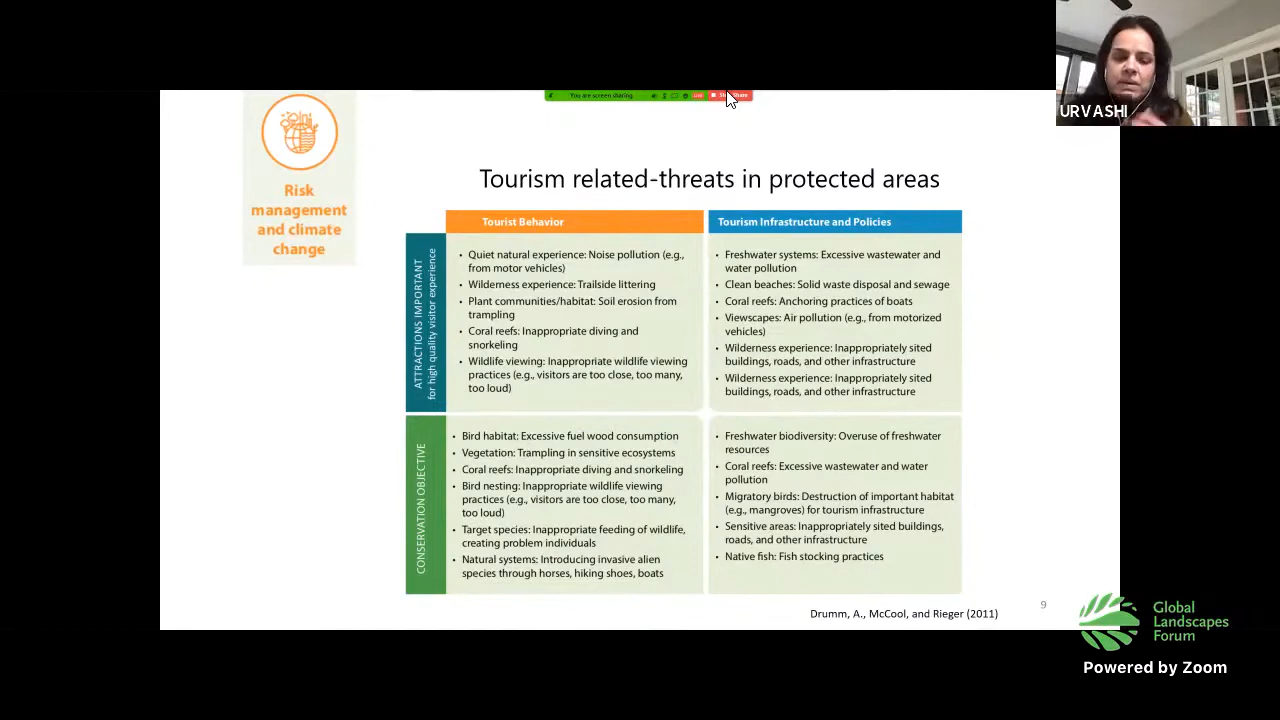 URVASHI
You are screen sharing
Stop Share
Risk
management
and climate
change
Tourism related-threats in protected areas
Tourist Behavior
Tourism Infrastructure and Policies
ATTRACTIONS IMPORTANT
for high quality visitor experience
• Quiet natural experience: Noise pollution (e.g.,
from motor vehicles)
• Wilderness experience: Trailside littering
• Plant communities/habitat: Soil erosion from
trampling
• Coral reefs: Inappropriate diving and
snorkeling
• Wildlife viewing: Inappropriate wildlife viewing
practices (e.g., visitors are too close, too many,
too loud)
• Freshwater systems: Excessive wastewater and
water pollution
• Clean beaches: Solid waste disposal and sewage
• Coral reefs: Anchoring practices of boats
• Viewscapes: Air pollution (e.g., from motorized
vehicles)
• Wilderness experience: Inappropriately sited
buildings, roads, and other infrastructure
• Wilderness experience: Inappropriately sited
buildings, roads, and other infrastructure
CONSERVATION OBJECTIVE
• Bird habitat: Excessive fuel wood consumption
• Vegetation: Trampling in sensitive ecosystems
• Coral reefs: Inappropriate diving and snorkeling
• Bird nesting: Inappropriate wildlife viewing
practices (e.g., visitors are too close, too many,
too loud)
• Target species: Inappropriate feeding of wildlife,
creating problem individuals
• Natural systems: Introducing invasive alien
species through horses, hiking shoes, boats
• Freshwater biodiversity: Overuse of freshwater
resources
• Coral reefs: Excessive wastewater and water
pollution
• Migratory birds: Destruction of important habitat
(e.g., mangroves) for tourism infrastructure
• Sensitive areas: Inappropriately sited buildings,
roads, and other infrastructure
• Native fish: Fish stocking practices
Drumm, A., McCool, and Rieger (2011)
9
Global
Landscapes
Forum
Powered by Zoom